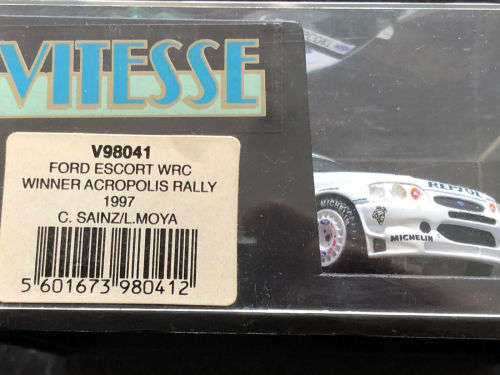 VITESSE
V98041
FORD ESCORT WRC
WINNER ACROPOLIS RALLY
1997
C. SAINZ/L.MOYA
5 601673 980412
REPSOL
MICHELIN